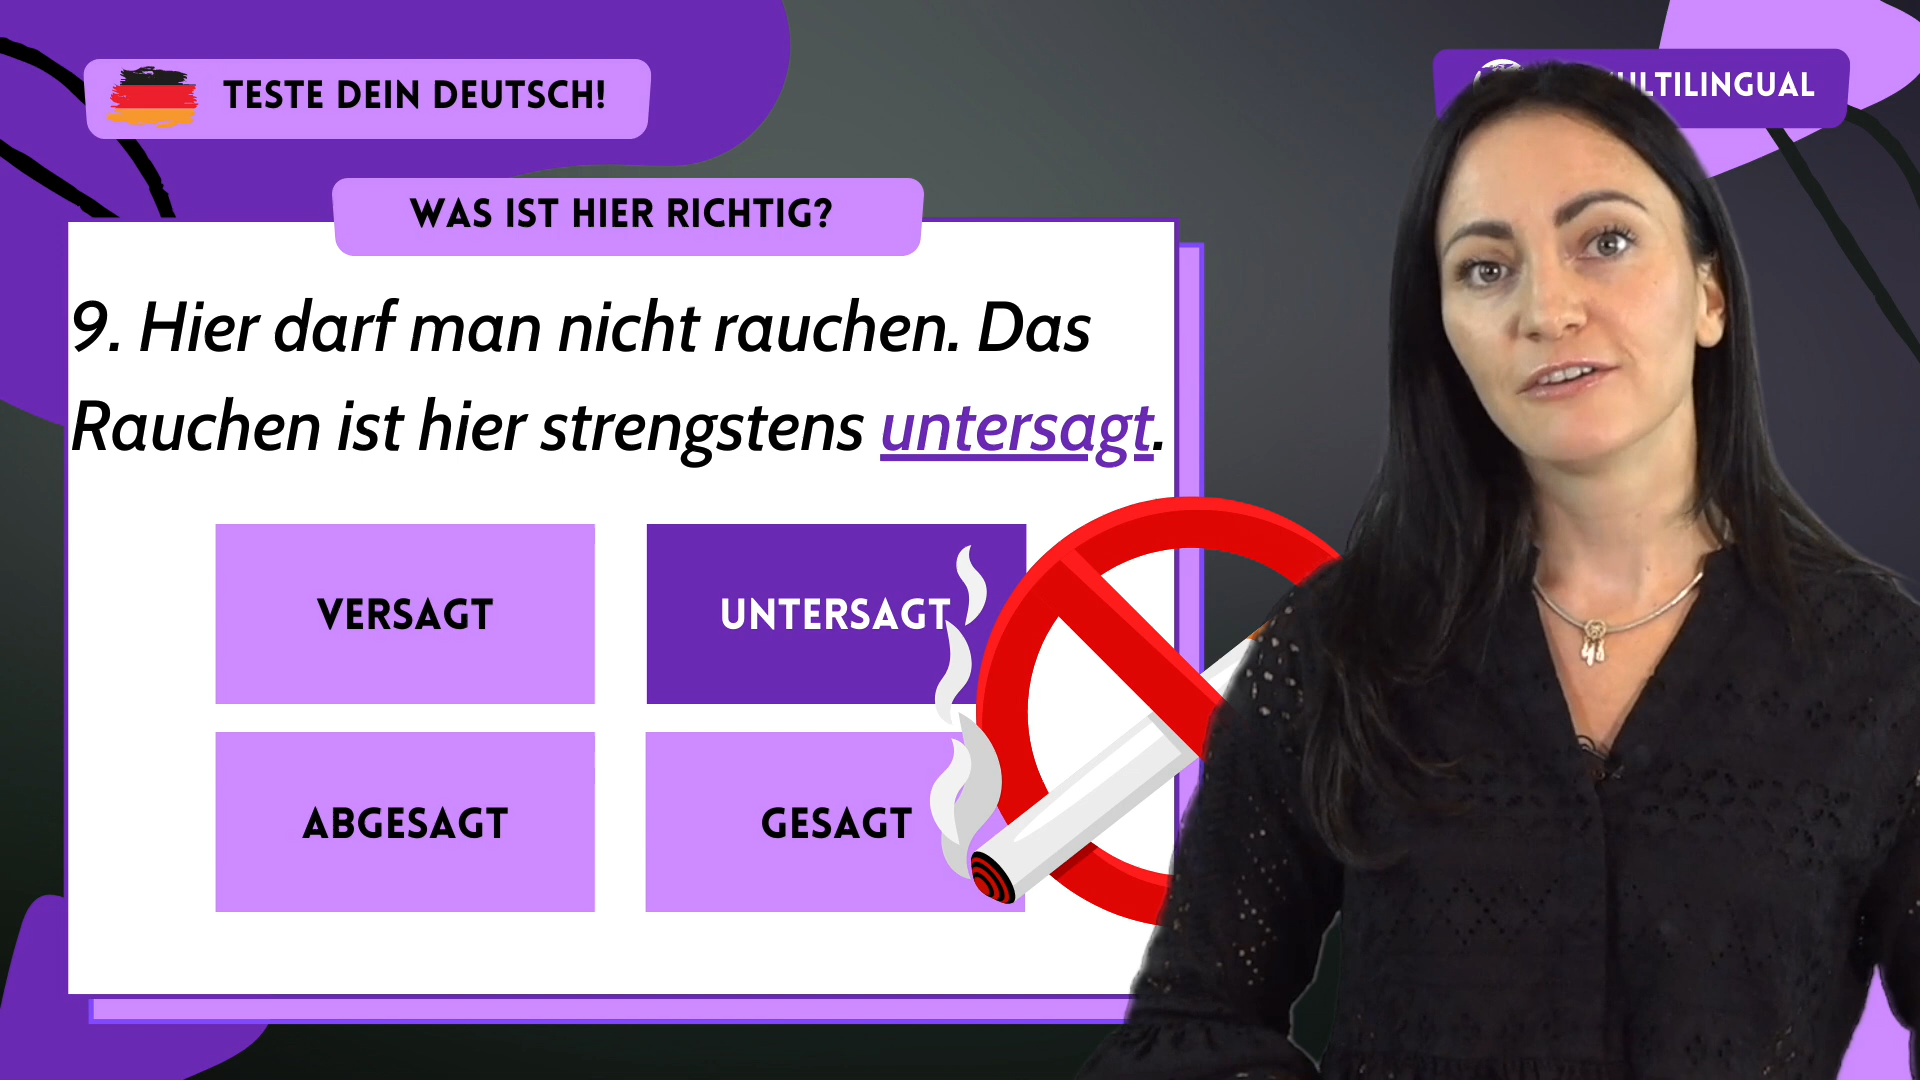 TESTE DEIN DEUTSCH!
WAS IST HIER RICHTIG?
9. Hier darf man nicht rauchen. Das
Rauchen ist hier strengstens untersagt.
VERSAGT
UNTERSAGT
ABGESAGT
GESAGT